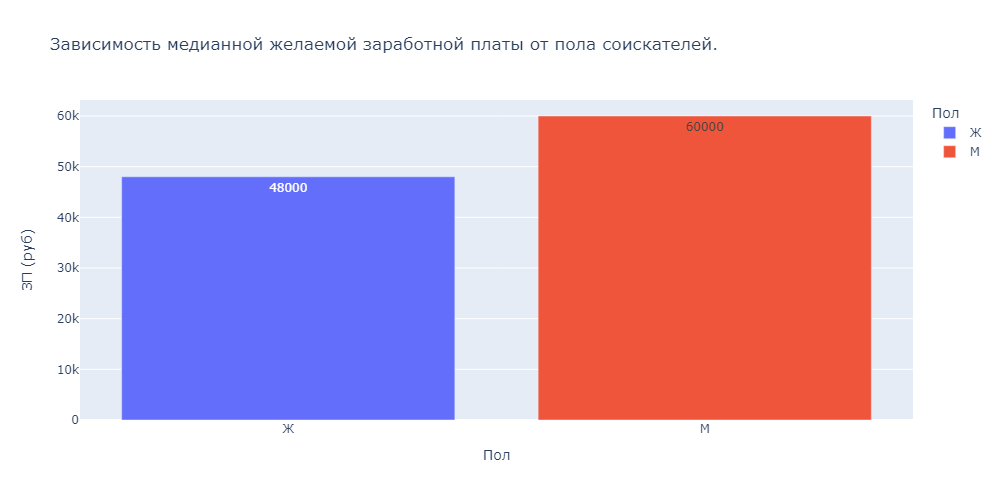 Зависимость медианной желаемой заработной платы от пола соискателей.
60k
50k
40k
30k
20k
10k
0
ЗП (руб)
48000
60000
Ж
М
Пол
Пол
Ж
М